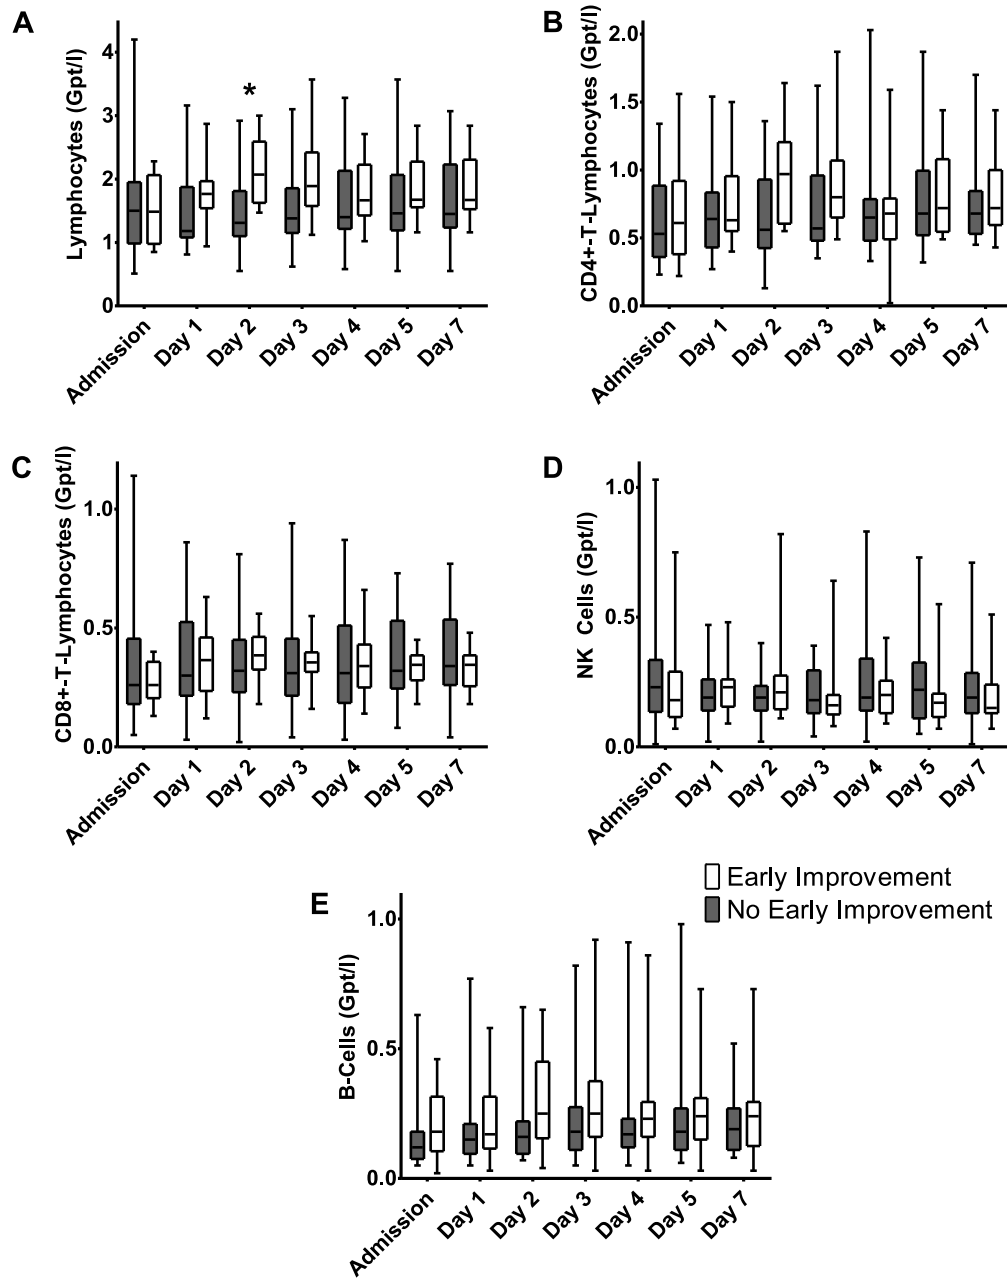 A
Lymphocytes (Gpt/l)
4
3
2
1
0
*
Admission
Day 1
Day 2
Day 3
Day 4
Day 5
Day 7
B
CD4+-T-Lymphocytes (Gpt/l)
2.0
1.5
1.0
0.5
0.0
Admission
Day 1
Day 2
Day 3
Day 4
Day 5
Day 7
C
CD8+-T-Lymphocytes (Gpt/l)
1.0
0.5
0.0
Admission
Day 1
Day 2
Day 3
Day 4
Day 5
Day 7
D
NK Cells (Gpt/l)
1.0
0.5
0.0
Admission
Day 1
Day 2
Day 3
Day 4
Day 5
Day 7
Early Improvement
No Early Improvement
E
B-Cells (Gpt/l)
1.0
0.5
0.0
Admission
Day 1
Day 2
Day 3
Day 4
Day 5
Day 7